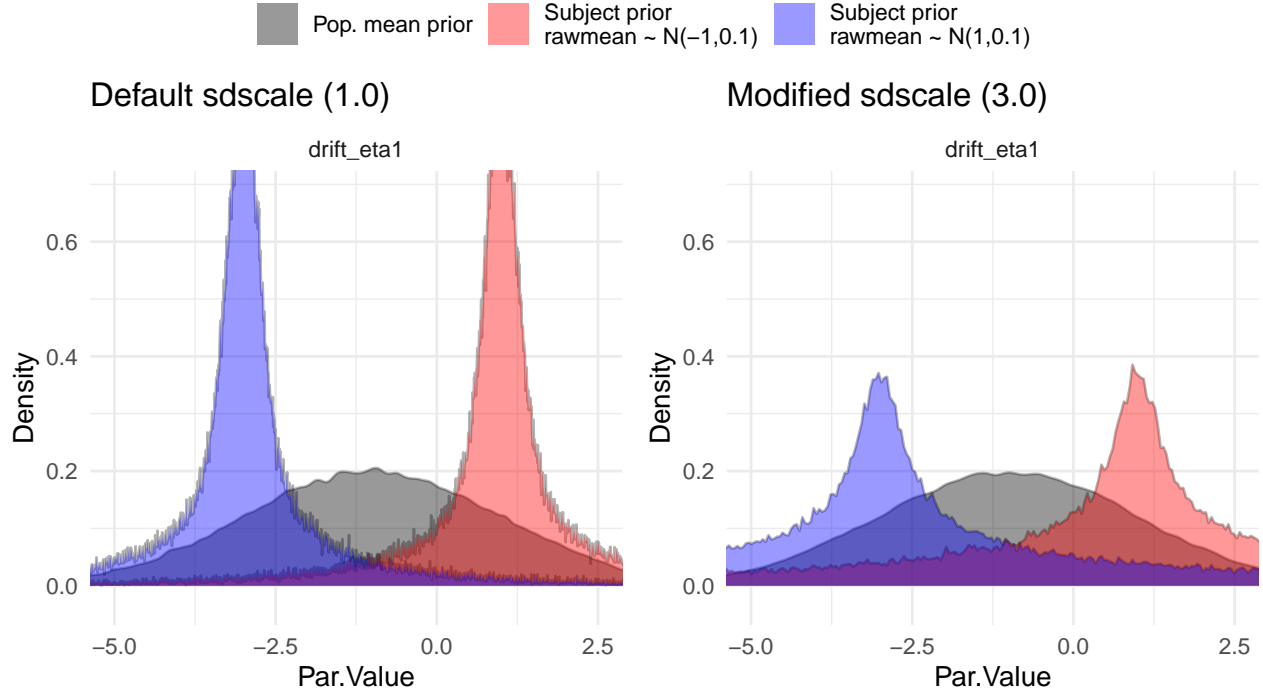 Pop. mean prior
Subject prior
rawmean ~ N(−1,0.1)
Subject prior
rawmean ~ N(1,0.1)
Default sdscale (1.0)
drift_eta1
Density
0.6
0.4
0.2
0.0
−5.0
−2.5
0.0
2.5
Par.Value
Modified sdscale (3.0)
drift_eta1
Density
0.6
0.4
0.2
0.0
−5.0
−2.5
0.0
2.5
Par.Value